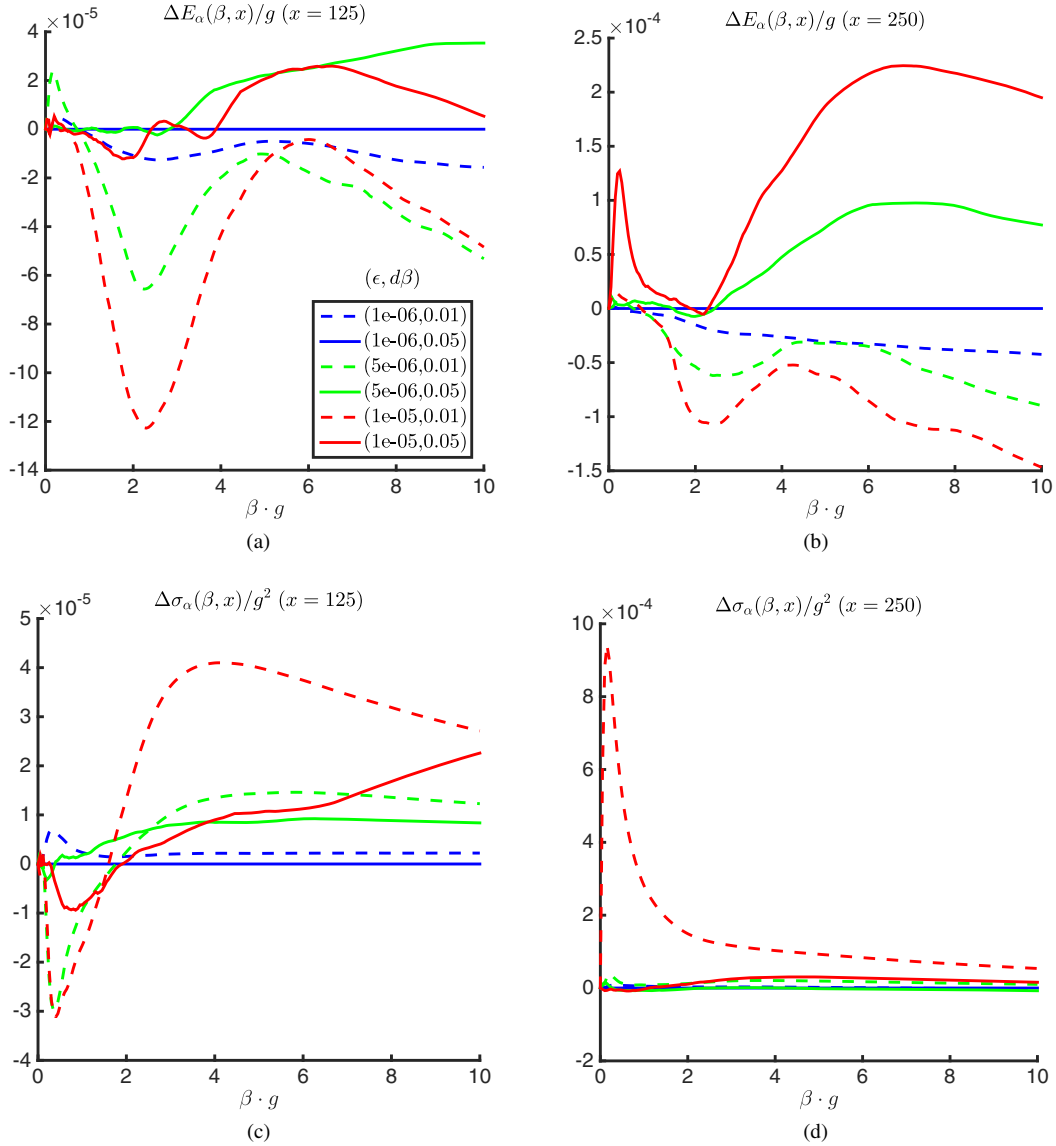 ×10⁻⁵
ΔE_α(β, x)/g (x = 125)
4
2
0
-2
-4
-6
-8
-10
-12
-14
0 2 4 6 8 10
β · g
(ϵ, dβ)
(1e-06,0.01)
(1e-06,0.05)
(5e-06,0.01)
(5e-06,0.05)
(1e-05,0.01)
(1e-05,0.05)
(a)
×10⁻⁴
ΔE_α(β, x)/g (x = 250)
2.5
2
1.5
1
0.5
0
-0.5
-1
-1.5
0 2 4 6 8 10
β · g
(b)
×10⁻⁵
Δσ_α(β, x)/g² (x = 125)
5
4
3
2
1
0
-1
-2
-3
-4
0 2 4 6 8 10
β · g
(c)
×10⁻⁴
Δσ_α(β, x)/g² (x = 250)
10
8
6
4
2
0
-2
0 2 4 6 8 10
β · g
(d)